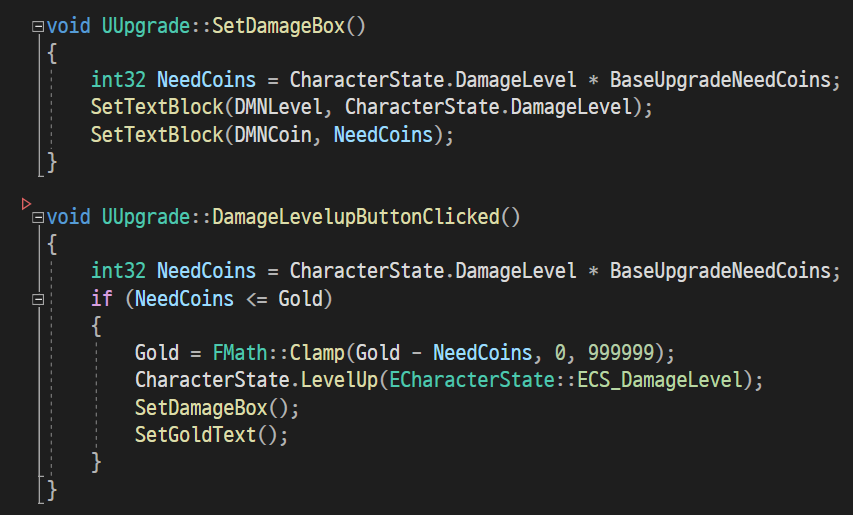 void UUpgrade::SetDamageBox()
{
int32 NeedCoins = CharacterState.DamageLevel * BaseUpgradeNeedCoins;
SetTextBlock(DMNLevel, CharacterState.DamageLevel);
SetTextBlock(DMNCoin, NeedCoins);
}
void UUpgrade::DamageLevelupButtonClicked()
{
int32 NeedCoins = CharacterState.DamageLevel * BaseUpgradeNeedCoins;
if (NeedCoins <= Gold)
{
Gold = FMath::Clamp(Gold - NeedCoins, 0, 999999);
CharacterState.LevelUp(ECharacterState::ECS_DamageLevel);
SetDamageBox();
SetGoldText();
}
}